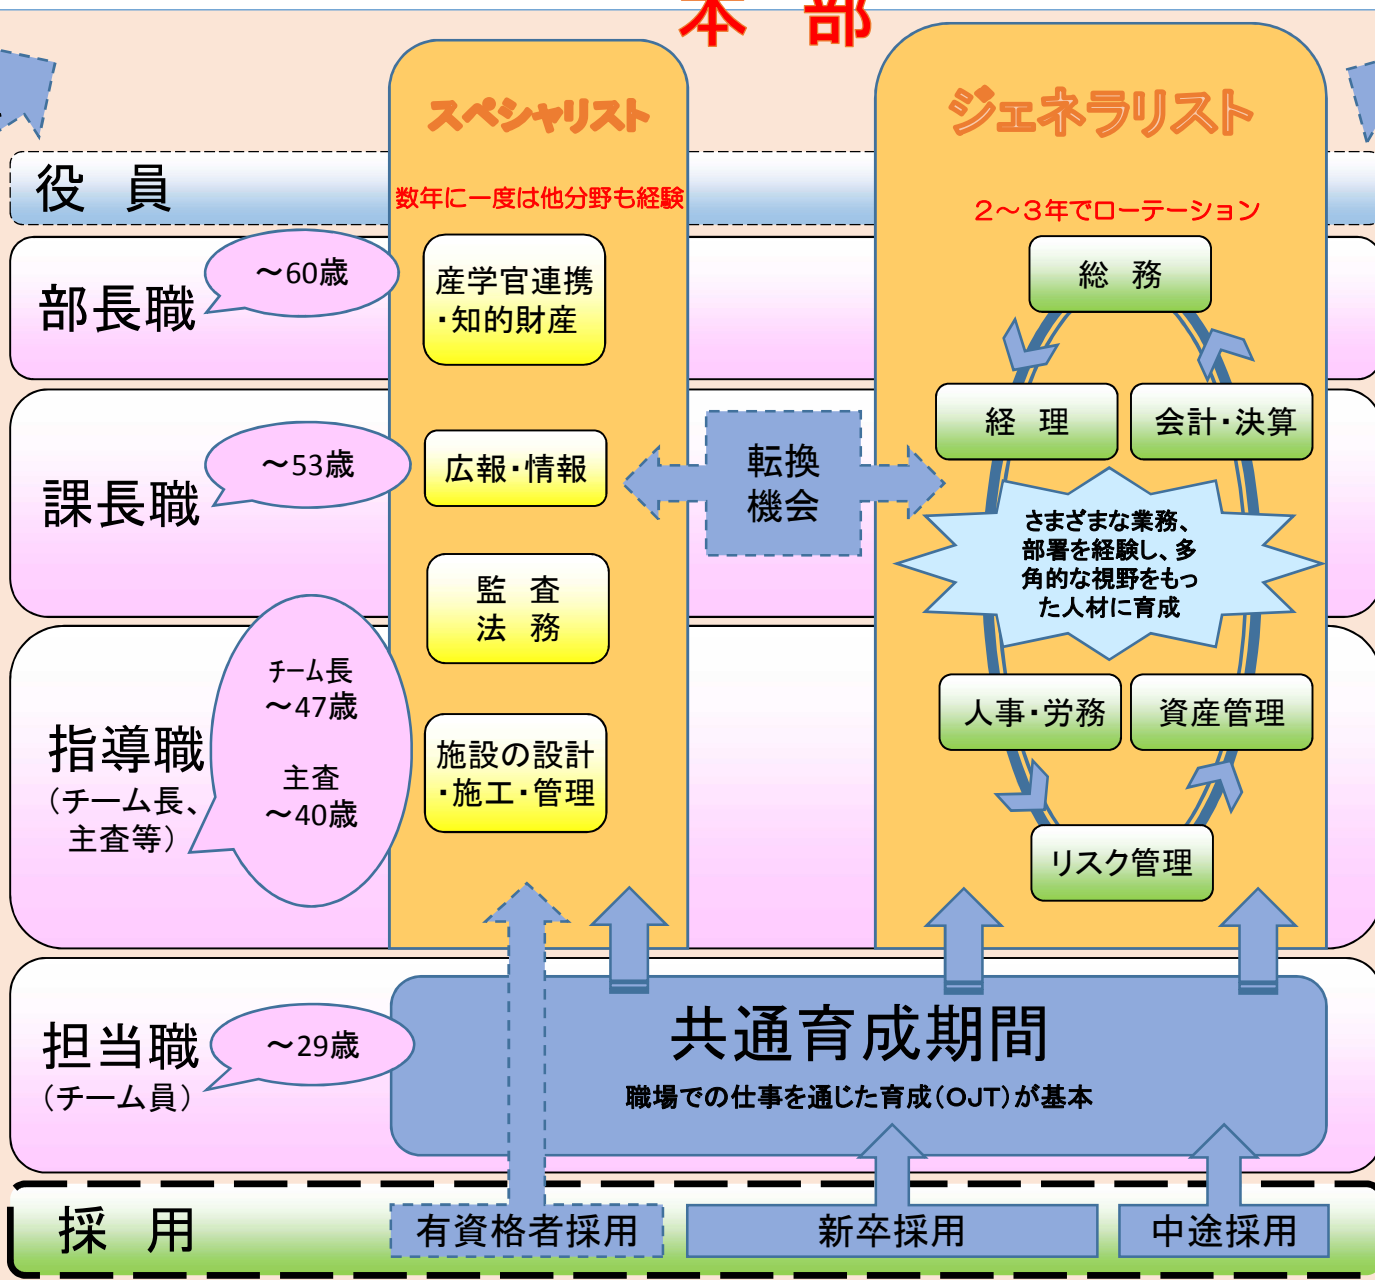 本　部
スペシャリスト
ジェネラリスト
役　員
数年に一度は他分野も経験
２～３年でローテーション
部長職
～60歳
産学官連携
・知的財産
総　務
経　理
会計・決算
課長職
～53歳
広報・情報
転換
機会
さまざまな業務、
部署を経験し、多
角的な視野をもっ
た人材に育成
監　査
法　務
指導職
（チーム長、
主査等）
チーム長
～47歳
主査
～40歳
施設の設計
・施工・管理
人事・労務
資産管理
リスク管理
担当職
（チーム員）
～29歳
共通育成期間
職場での仕事を通じた育成（OJT）が基本
採　用
有資格者採用
新卒採用
中途採用